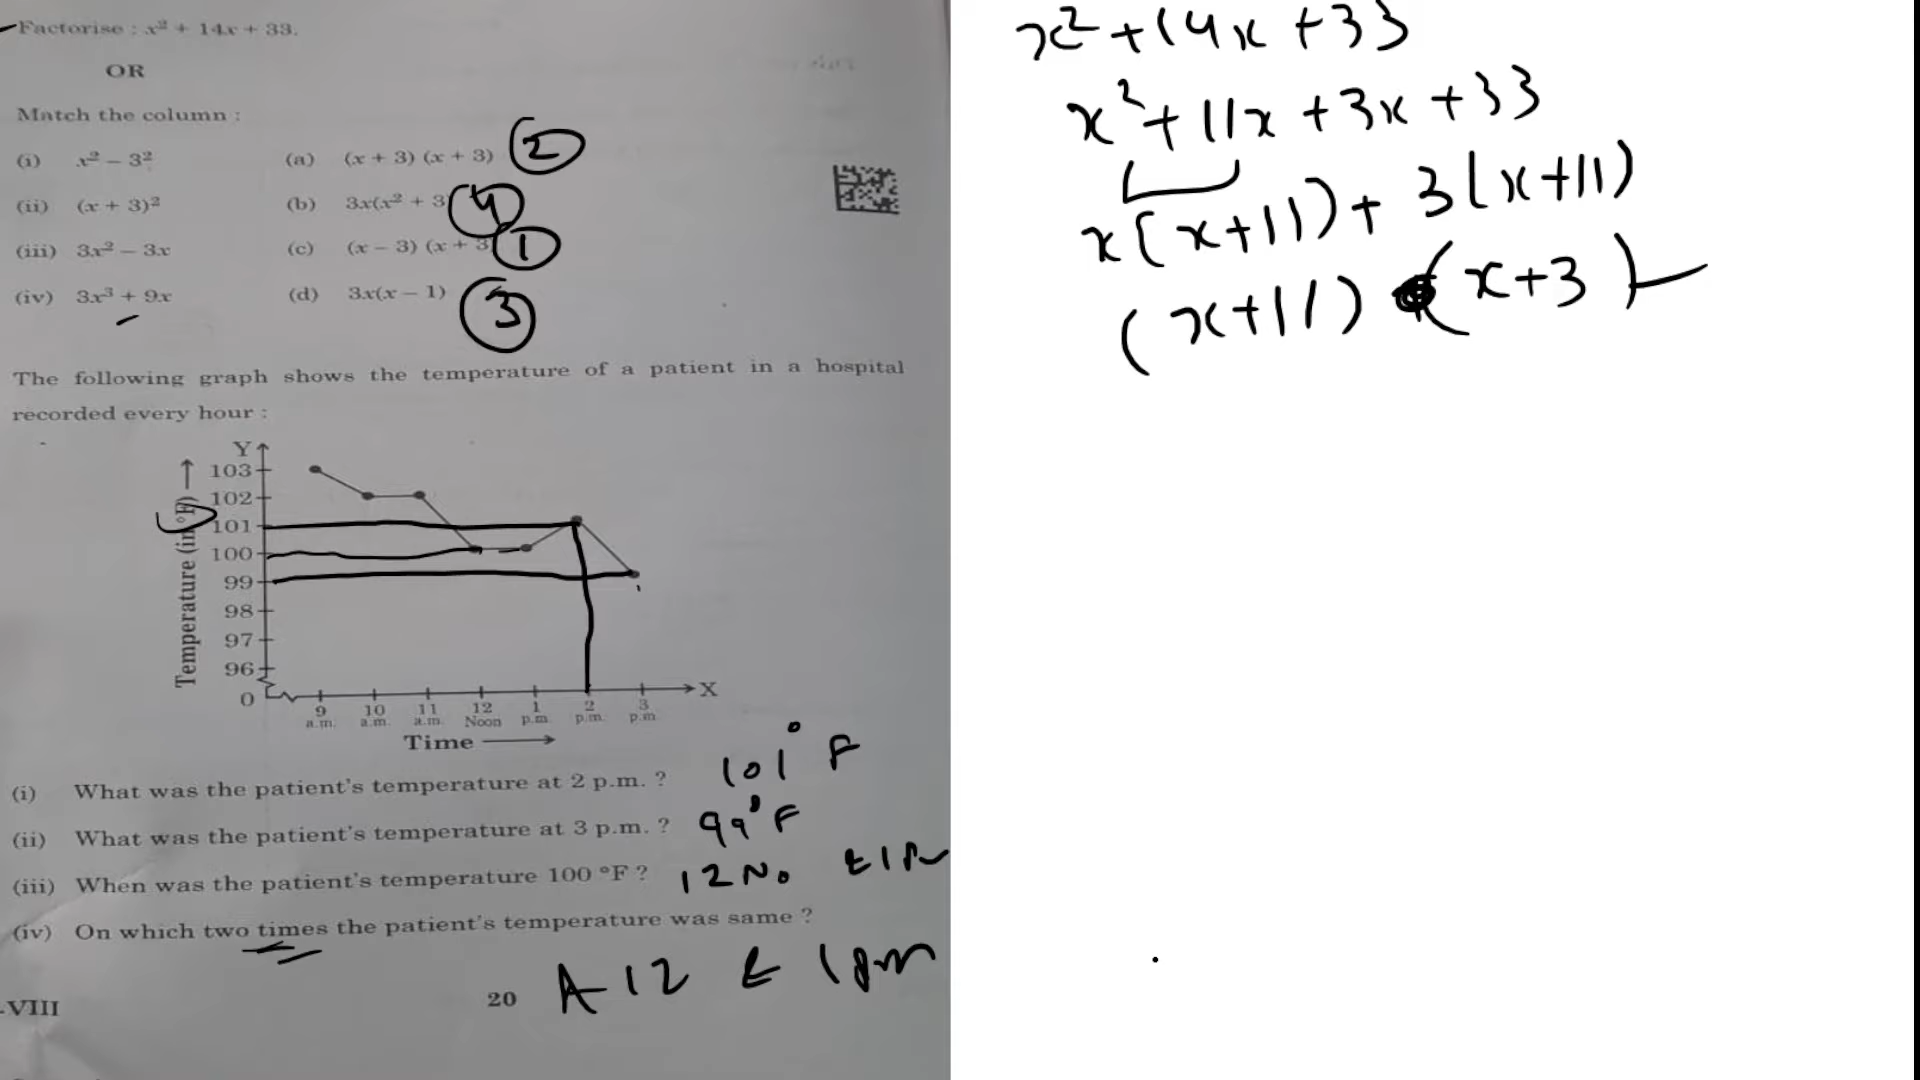 Factorise : x² + 14x + 33.
OR
Match the column :
(i) x² – 3² (a) (x + 3) (x + 3) 2
(ii) (x + 3)² (b) 3x(x² + 3 4
(iii) 3x² – 3x (c) (x – 3) (x + 3 1
(iv) 3x³ + 9x (d) 3x(x – 1) 3
The following graph shows the temperature of a patient in a hospital
recorded every hour :
Y
103
102
101
100
99
98
97
96
0
Temperature (in °F)
X
9 a.m. 10 a.m. 11 a.m. 12 Noon 1 p.m. 2 p.m. 3 p.m.
Time
(i) What was the patient's temperature at 2 p.m. ? 101° F
(ii) What was the patient's temperature at 3 p.m. ? 99° F
(iii) When was the patient's temperature 100 °F ? 12 No
(iv) On which two times the patient's temperature was same ?
A 12 & 1 pm
-VIII 20
x² + 14x + 33
x² + 11x + 3x + 33
x(x+11) + 3(x+11)
(x+11) (x+3)